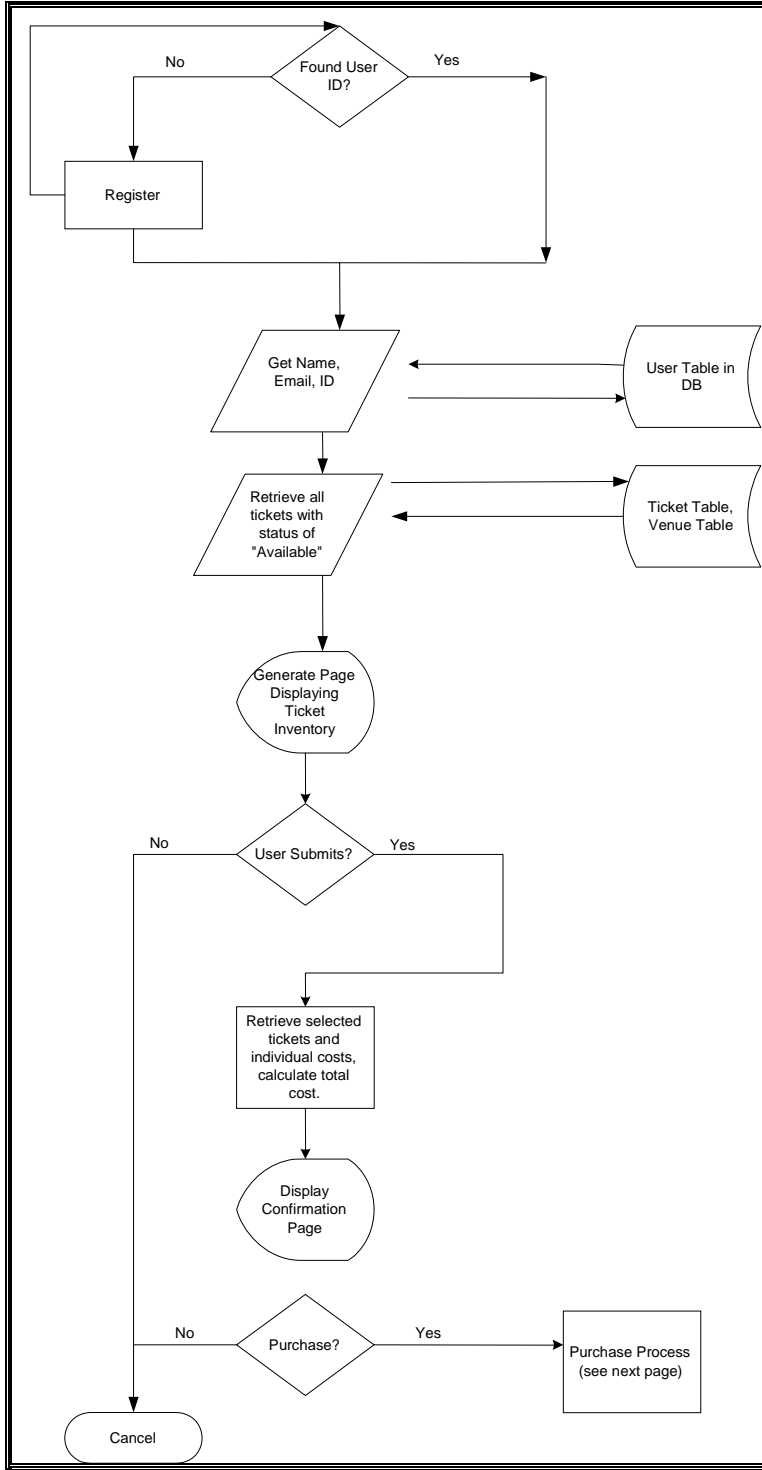 Found User
ID?
No
Yes
Register
Get Name,
Email, ID
User Table in
DB
Retrieve all
tickets with
status of
"Available"
Ticket Table,
Venue Table
Generate Page
Displaying
Ticket
Inventory
No
User Submits?
Yes
Retrieve selected
tickets and
individual costs,
calculate total
cost.
Display
Confirmation
Page
No
Purchase?
Yes
Purchase Process
(see next page)
Cancel